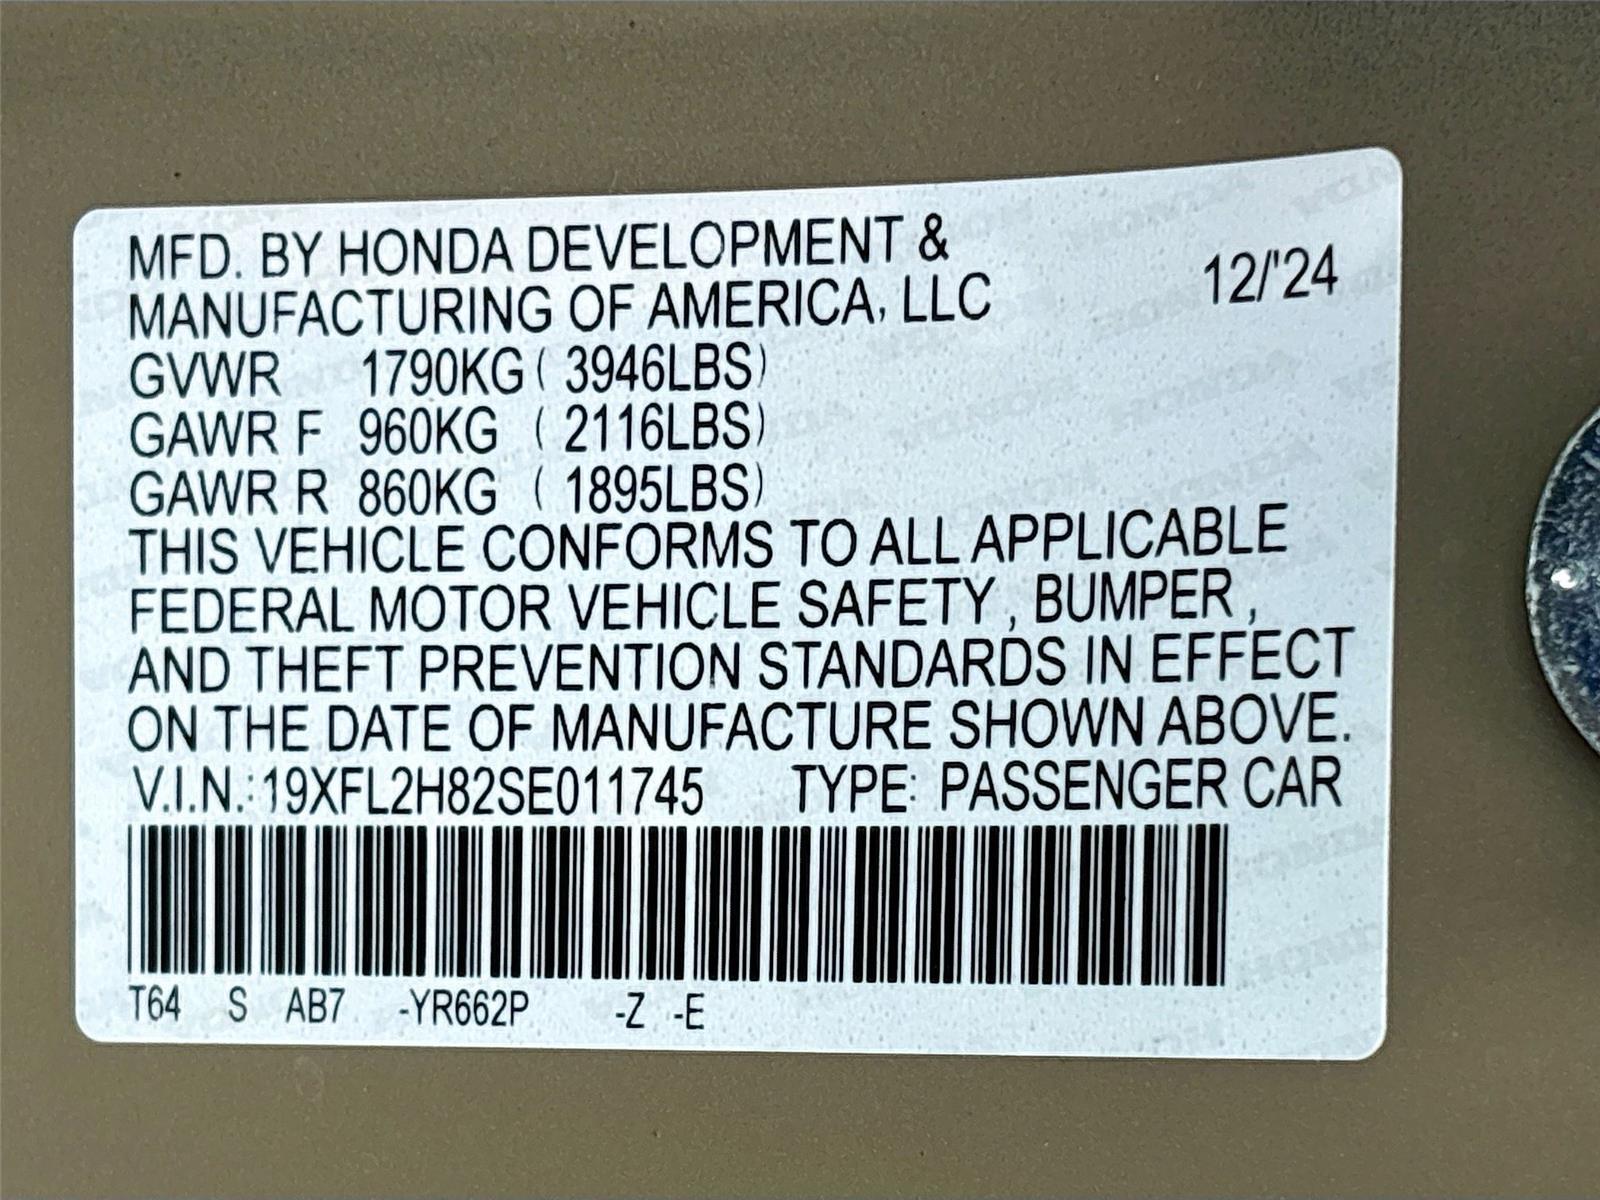 MFD. BY HONDA DEVELOPMENT &
MANUFACTURING OF AMERICA, LLC
12/'24
GVWR 1790KG ( 3946LBS)
GAWR F 960KG ( 2116LBS)
GAWR R 860KG ( 1895LBS)
THIS VEHICLE CONFORMS TO ALL APPLICABLE
FEDERAL MOTOR VEHICLE SAFETY , BUMPER ,
AND THEFT PREVENTION STANDARDS IN EFFECT
ON THE DATE OF MANUFACTURE SHOWN ABOVE.
V.I.N.: 19XFL2H82SE011745 TYPE: PASSENGER CAR
T64 S AB7 -YR662P -Z -E